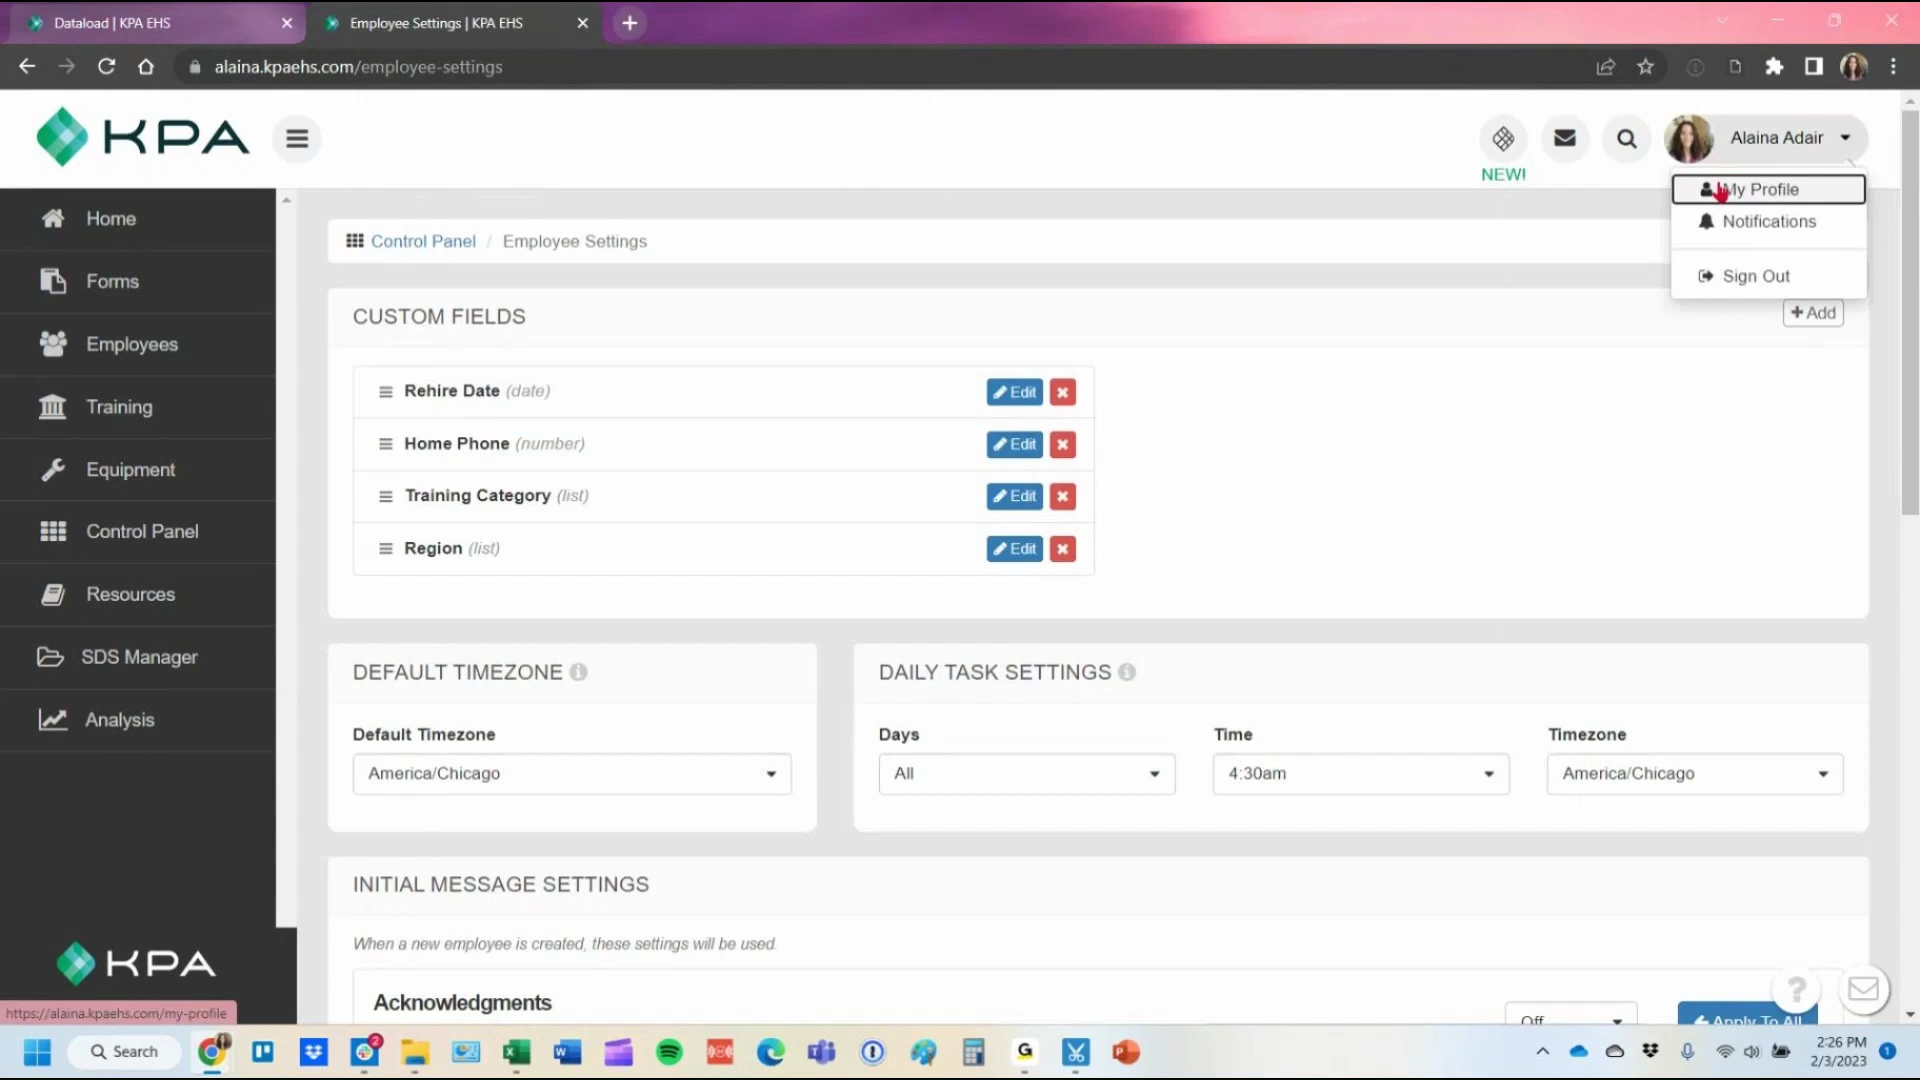 Dataload | KPA EHS
Employee Settings | KPA EHS
alaina.kpaehs.com/employee-settings
KPA
NEW!
Alaina Adair
My Profile
Notifications
Sign Out
Home
Forms
Employees
Training
Equipment
Control Panel
Resources
SDS Manager
Analysis
KPA
https://alaina.kpaehs.com/my-profile
Control Panel / Employee Settings
CUSTOM FIELDS
+ Add
Rehire Date (date) Edit
Home Phone (number) Edit
Training Category (list) Edit
Region (list) Edit
DEFAULT TIMEZONE
Default Timezone
America/Chicago
DAILY TASK SETTINGS
Days Time Timezone
All 4:30am America/Chicago
INITIAL MESSAGE SETTINGS
When a new employee is created, these settings will be used.
Acknowledgments
Off
Apply To All
?
Search
2
2:26 PM
2/3/2023
1